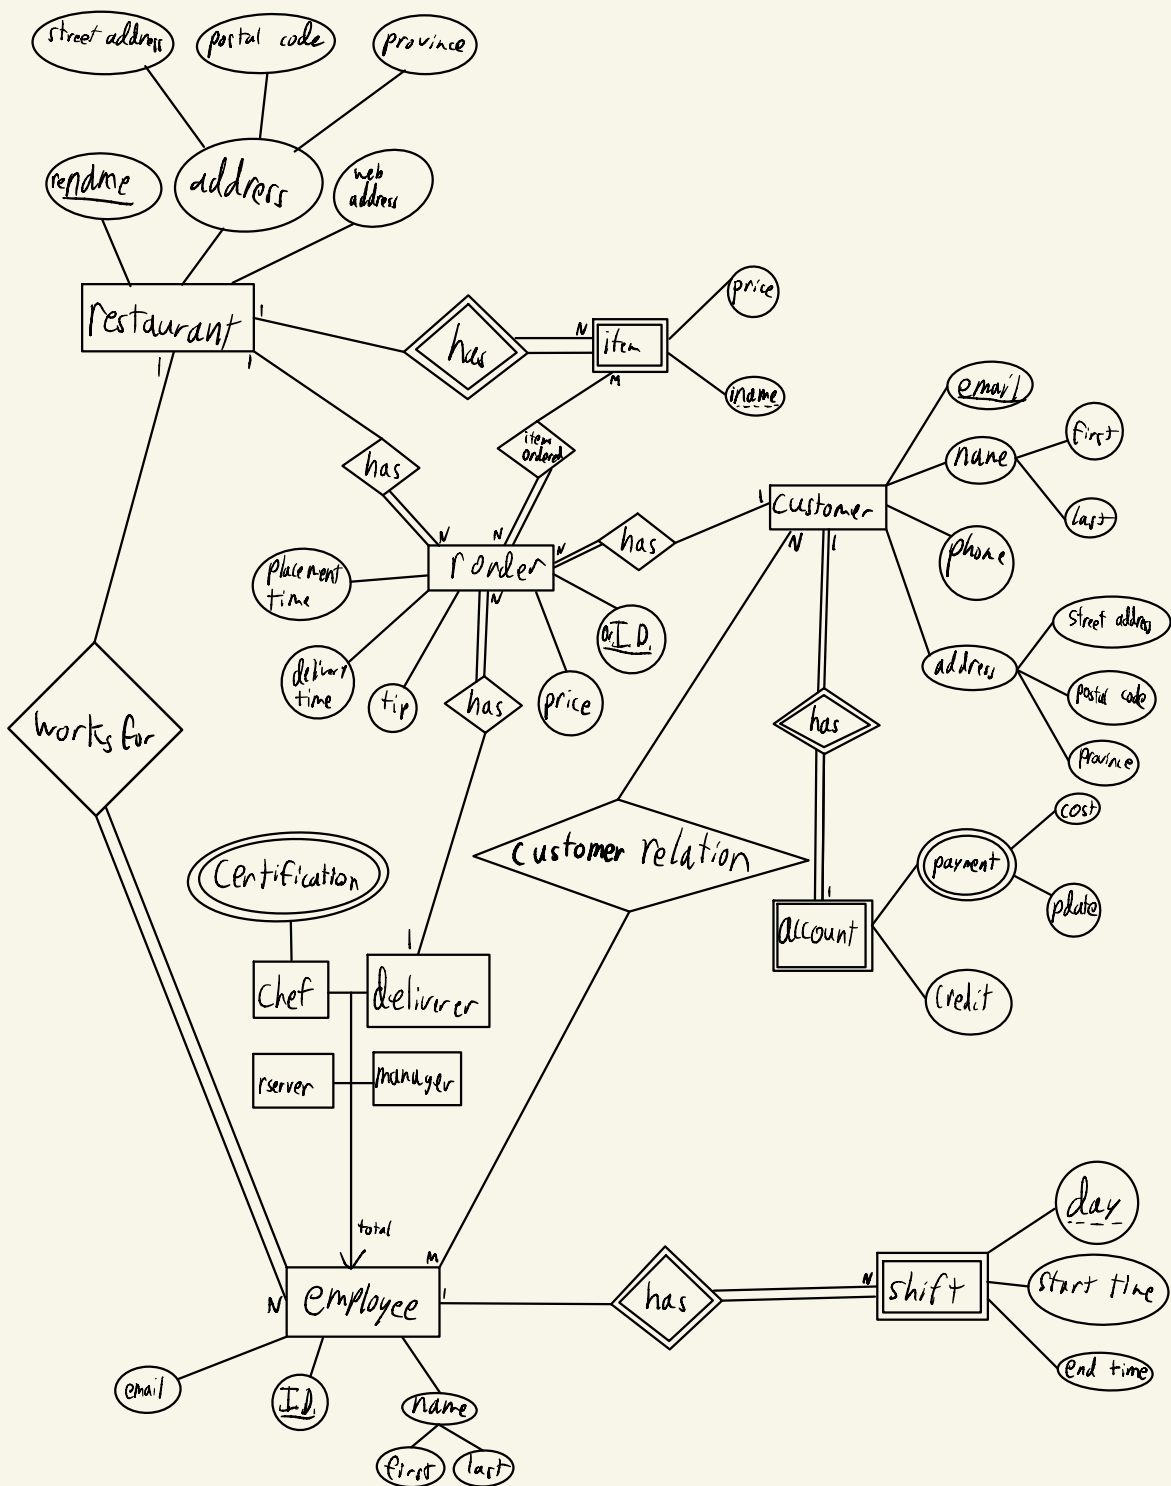 street address
postal code
province
rename
address
web
address
restaurant
1
1
1
has
N
item
M
price
iname
has
item
ordered
email
name
first
last
customer
1
N
1
phone
has
N
N
N
N
rorder
placement
time
delivery
time
tip
has
price
or I.D.
address
street address
postal code
province
works for
has
customer relation
1
account
payment
cost
pdate
credit
certification
chef
1
deliverer
rserver
manager
total
N
M
1
employee
email
I.D.
name
first
last
has
N
shift
day
start time
end time